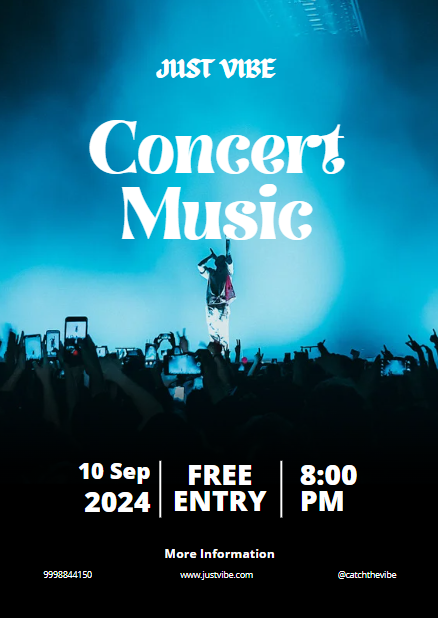 JUST VIBE
Concert
Music
10 Sep
2024
FREE
ENTRY
8:00
PM
More Information
9998844150
www.justvibe.com
@catchthevibe